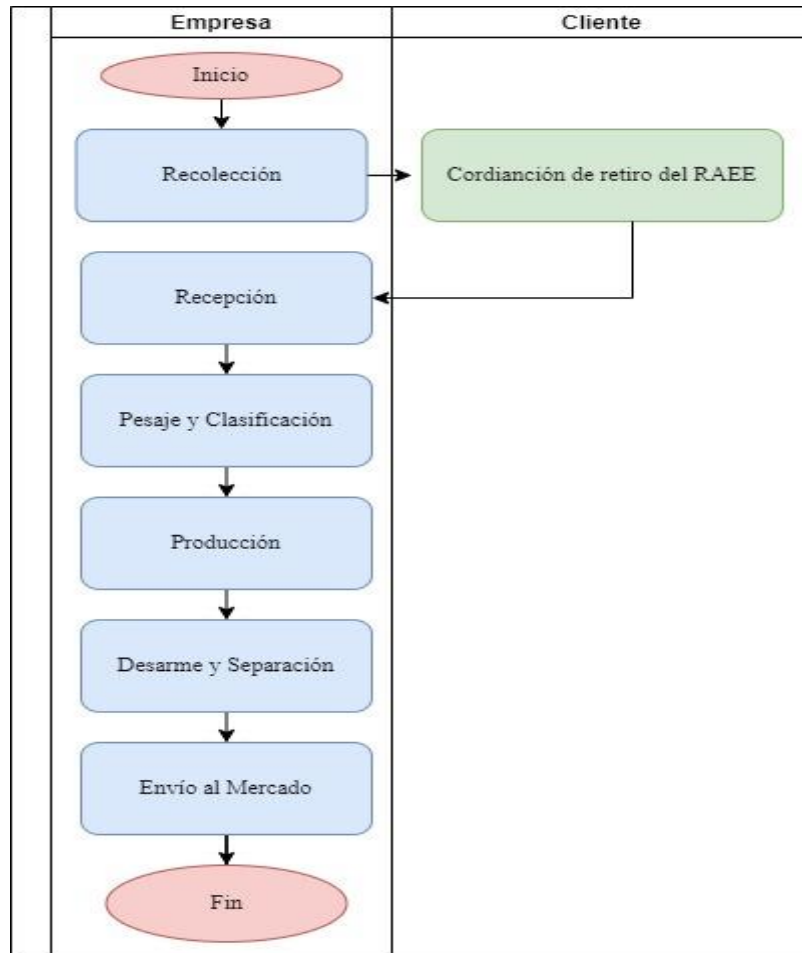 Empresa
Cliente
Inicio
Recolección
Cordianción de retiro del RAEE
Recepción
Pesaje y Clasificación
Producción
Desarme y Separación
Envío al Mercado
Fin